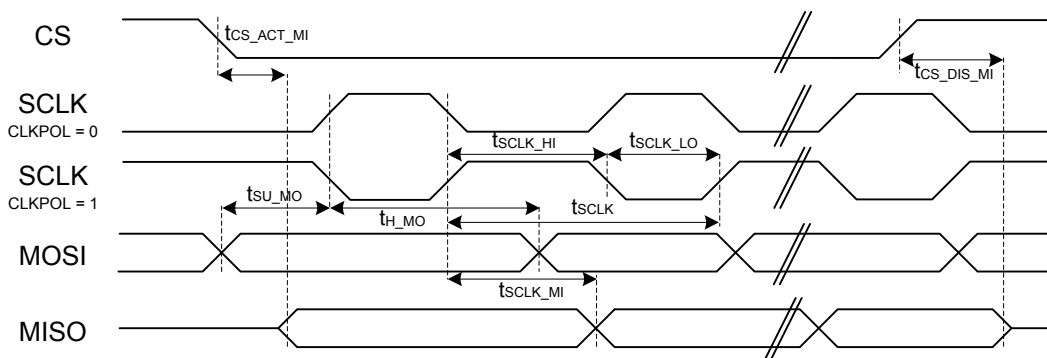 CS
tCS_ACT_MI
tCS_DIS_MI
SCLK
CLKPOL = 0
tSCLK_HI
tSCLK_LO
SCLK
CLKPOL = 1
tSU_MO
tH_MO
tSCLK
MOSI
tSCLK_MI
MISO